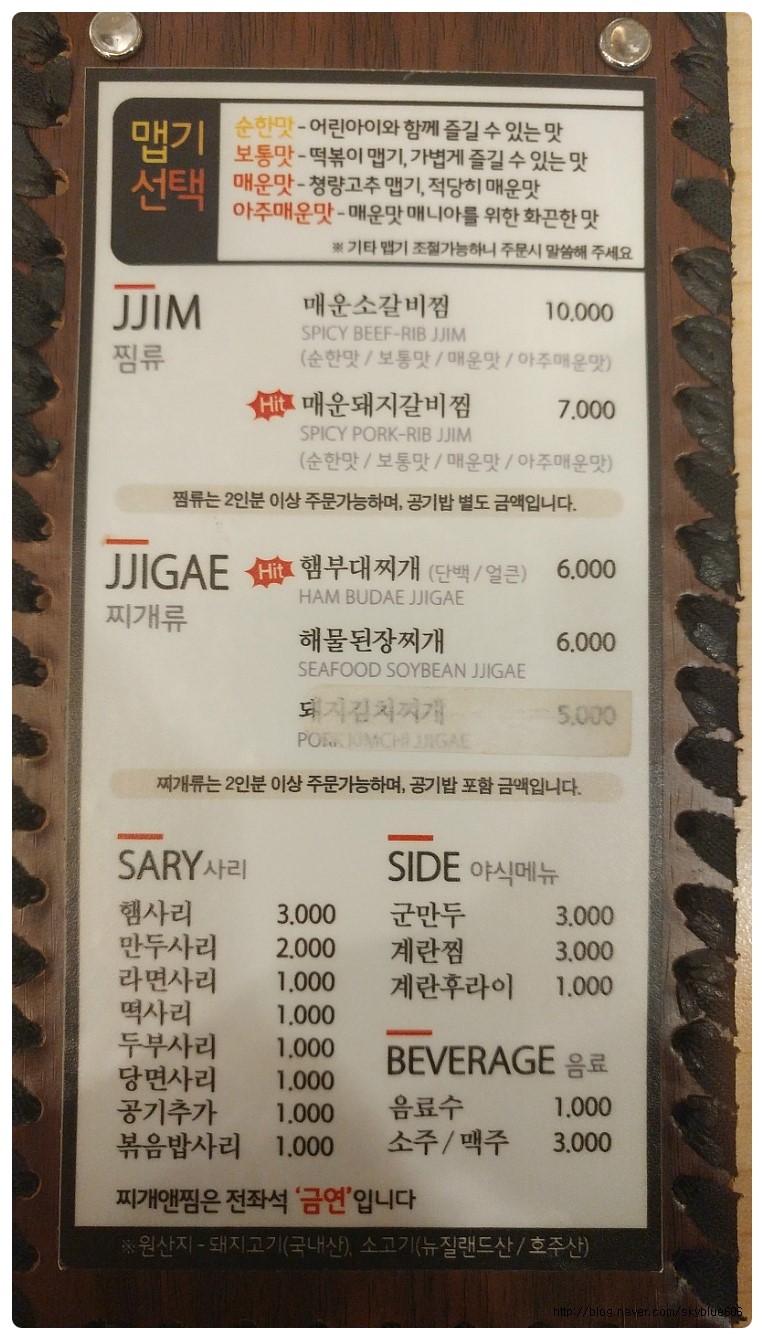 맵기
선택
순한맛 - 어린아이와 함께 즐길 수 있는 맛
보통맛 - 떡볶이 맵기, 가볍게 즐길 수 있는 맛
매운맛 - 청량고추 맵기, 적당히 매운맛
아주매운맛 - 매운맛 매니아를 위한 화끈한 맛
※ 기타 맵기 조절가능하니 주문시 말씀해 주세요
JJIM
찜류
매운소갈비찜 10.000
SPICY BEEF-RIB JJIM
(순한맛 / 보통맛 / 매운맛 / 아주매운맛)
Hit 매운돼지갈비찜 7.000
SPICY PORK-RIB JJIM
(순한맛 / 보통맛 / 매운맛 / 아주매운맛)
찜류는 2인분 이상 주문가능하며, 공기밥 별도 금액입니다.
JJIGAE
찌개류
Hit 햄부대찌개 (담백 / 얼큰) 6.000
HAM BUDAE JJIGAE
해물된장찌개 6.000
SEAFOOD SOYBEAN JJIGAE
돼지김치찌개 5.000
PORK KIMCHI JJIGAE
찌개류는 2인분 이상 주문가능하며, 공기밥 포함 금액입니다.
SARY 사리
햄사리 3.000
만두사리 2.000
라면사리 1.000
떡사리 1.000
두부사리 1.000
당면사리 1.000
공기추가 1.000
볶음밥사리 1.000
SIDE 야식메뉴
군만두 3.000
계란찜 3.000
계란후라이 1.000
BEVERAGE 음료
음료수 1.000
소주 / 맥주 3.000
찌개앤찜은 전좌석 '금연'입니다
※원산지 - 돼지고기(국내산), 소고기(뉴질랜드산 / 호주산)
http://blog.naver.com/skyblue606